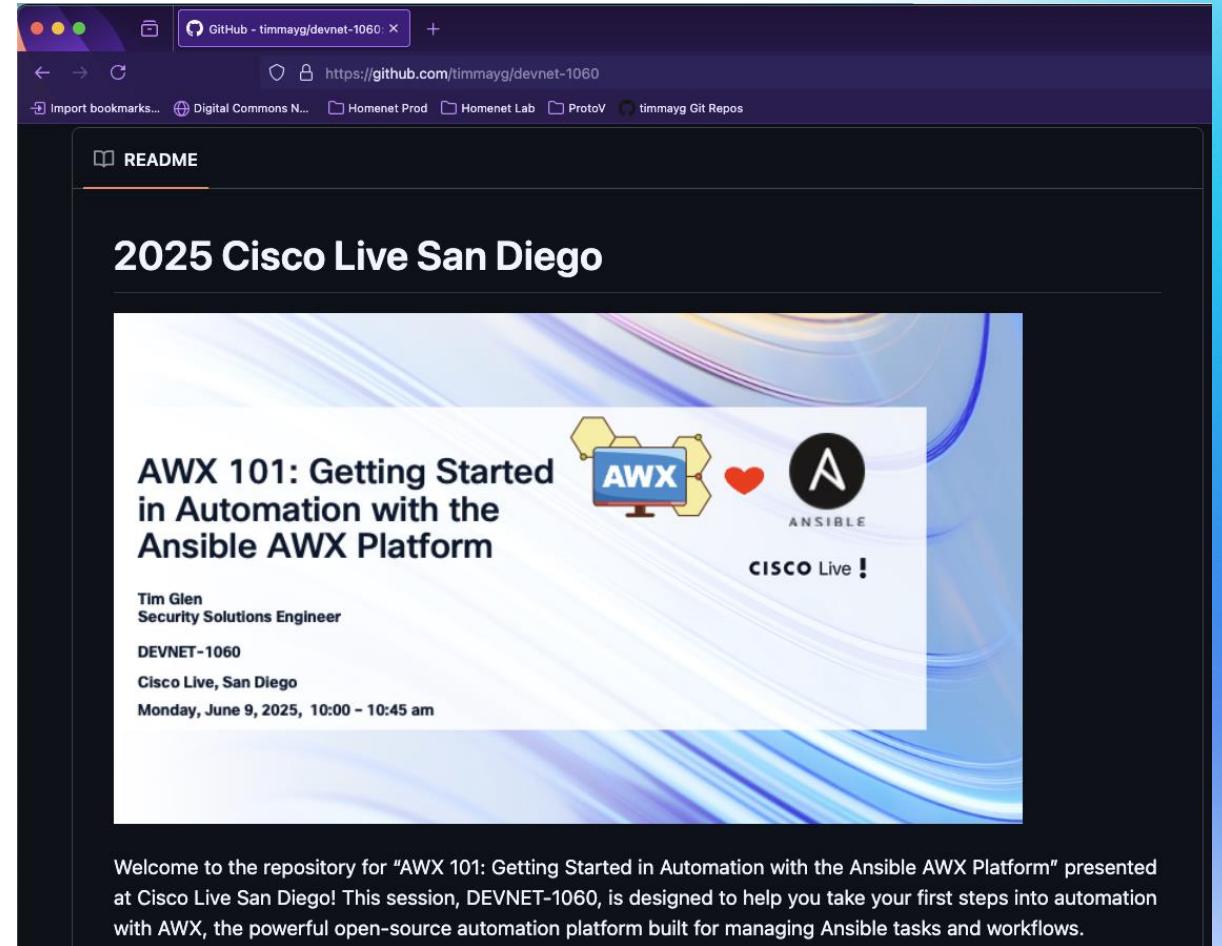 GitHub - timmayg/devnet-1060:
https://github.com/timmayg/devnet-1060
Import bookmarks... Digital Commons N... Homenet Prod Homenet Lab ProtoV timmayg Git Repos
README
2025 Cisco Live San Diego
AWX 101: Getting Started
in Automation with the
Ansible AWX Platform
AWX
ANSIBLE
CISCO Live !
Tim Glen
Security Solutions Engineer
DEVNET-1060
Cisco Live, San Diego
Monday, June 9, 2025, 10:00 – 10:45 am
Welcome to the repository for “AWX 101: Getting Started in Automation with the Ansible AWX Platform” presented
at Cisco Live San Diego! This session, DEVNET-1060, is designed to help you take your first steps into automation
with AWX, the powerful open-source automation platform built for managing Ansible tasks and workflows.